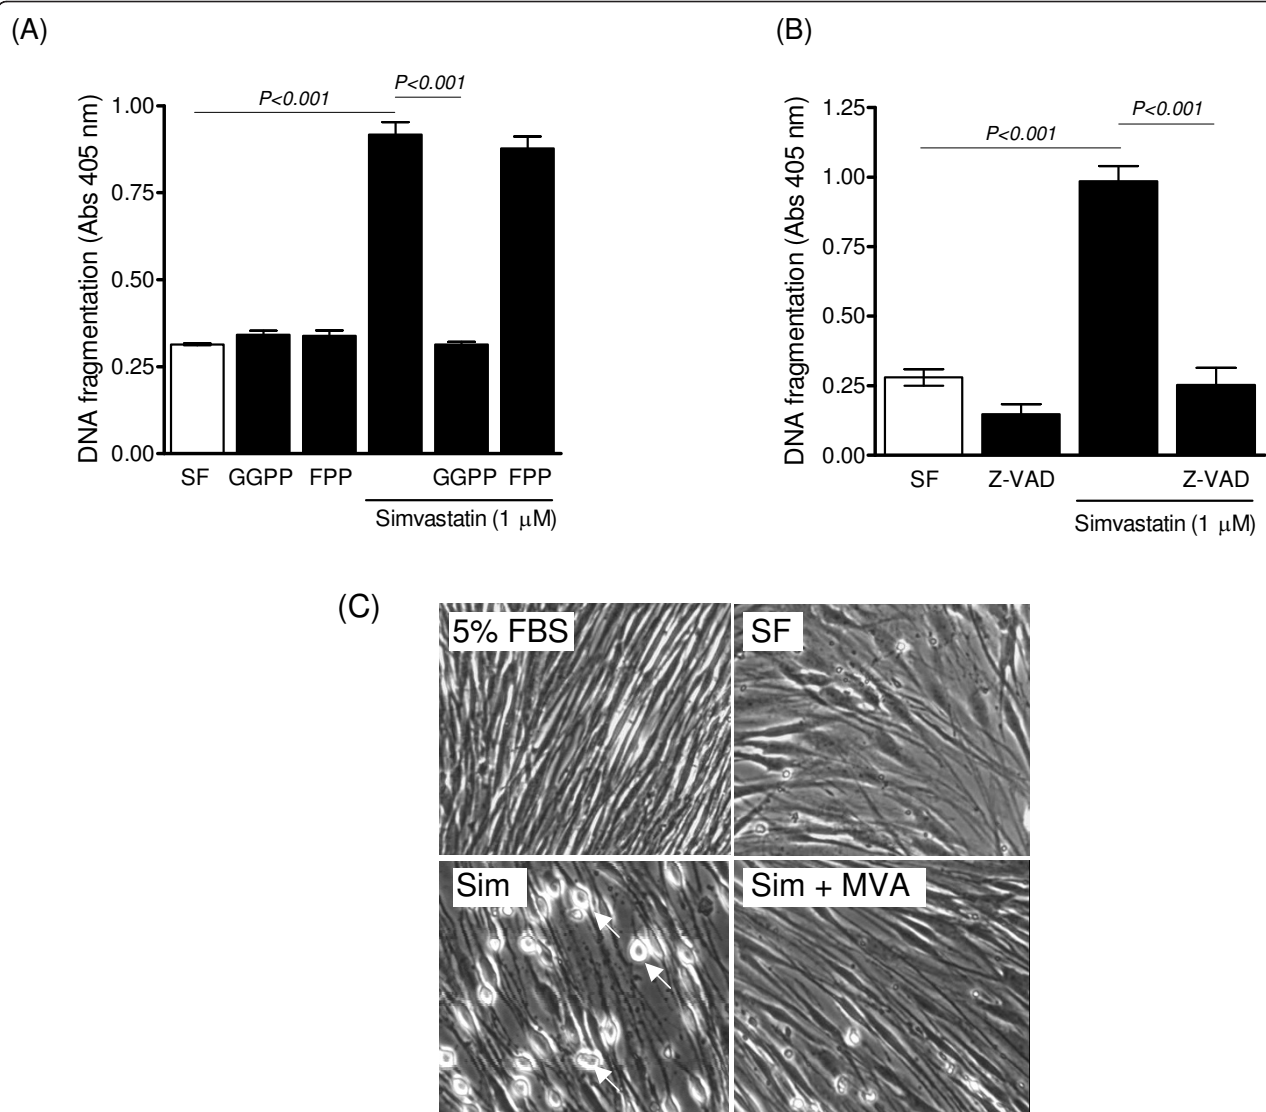 (A)
P<0.001
P<0.001
DNA fragmentation (Abs 405 nm)
1.00
0.75
0.50
0.25
0.00
SF GGPP FPP GGPP FPP
Simvastatin (1 μM)
(B)
P<0.001
P<0.001
DNA fragmentation (Abs 405 nm)
1.25
1.00
0.75
0.50
0.25
0.00
SF Z-VAD Z-VAD
Simvastatin (1 μM)
(C)
5% FBS
SF
Sim
Sim + MVA